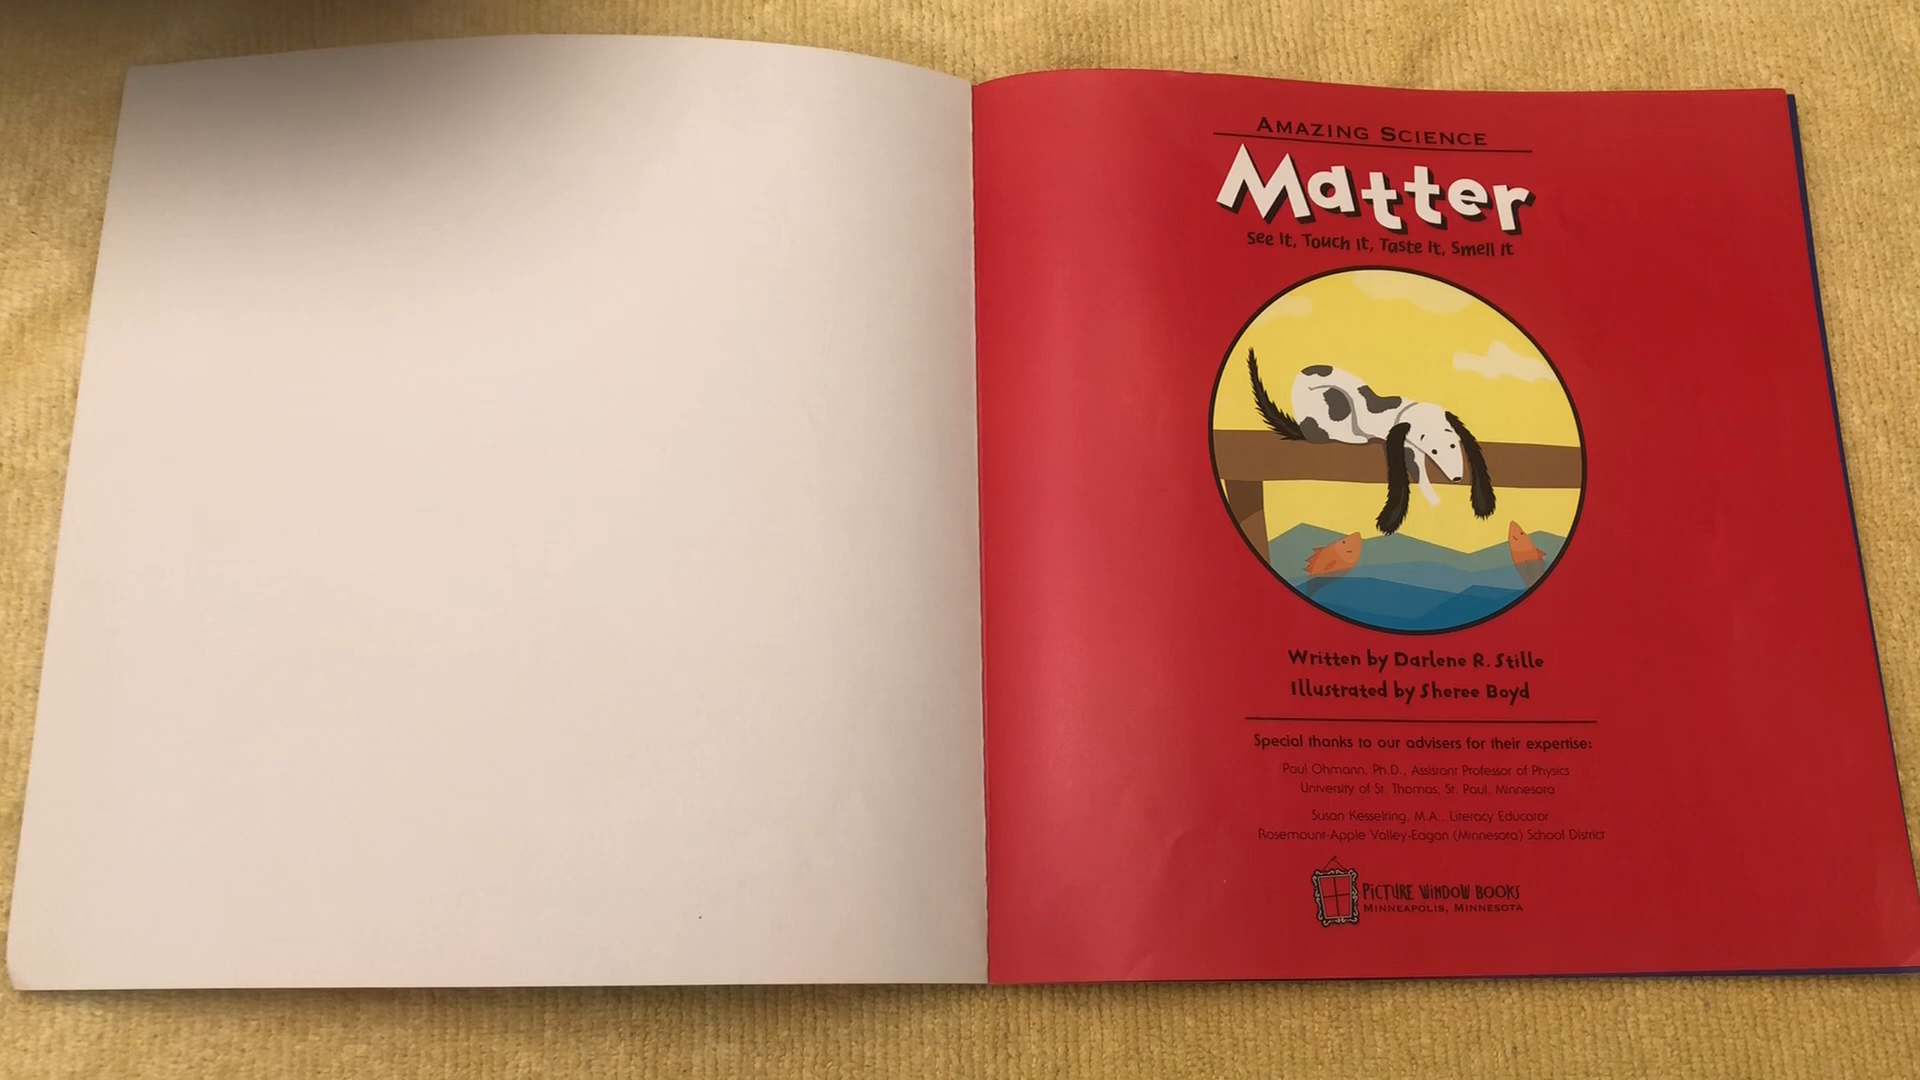 AMAZING SCIENCE
Matter
See It, Touch It, Taste It, Smell It
Written by Darlene R. Stille
Illustrated by Sheree Boyd
Special thanks to our advisers for their expertise:
Paul Ohmann, Ph.D., Assistant Professor of Physics
University of St. Thomas, St. Paul, Minnesota
Susan Kesselring, M.A., Literacy Educator
Rosemount-Apple Valley-Eagan (Minnesota) School District
PICTURE WINDOW BOOKS
MINNEAPOLIS, MINNESOTA